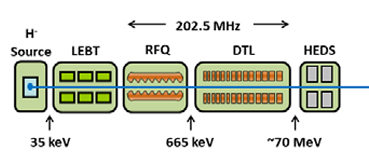 202.5 MHz
H-
Source
LEBT
RFQ
DTL
HEDS
35 keV
665 keV
~70 MeV